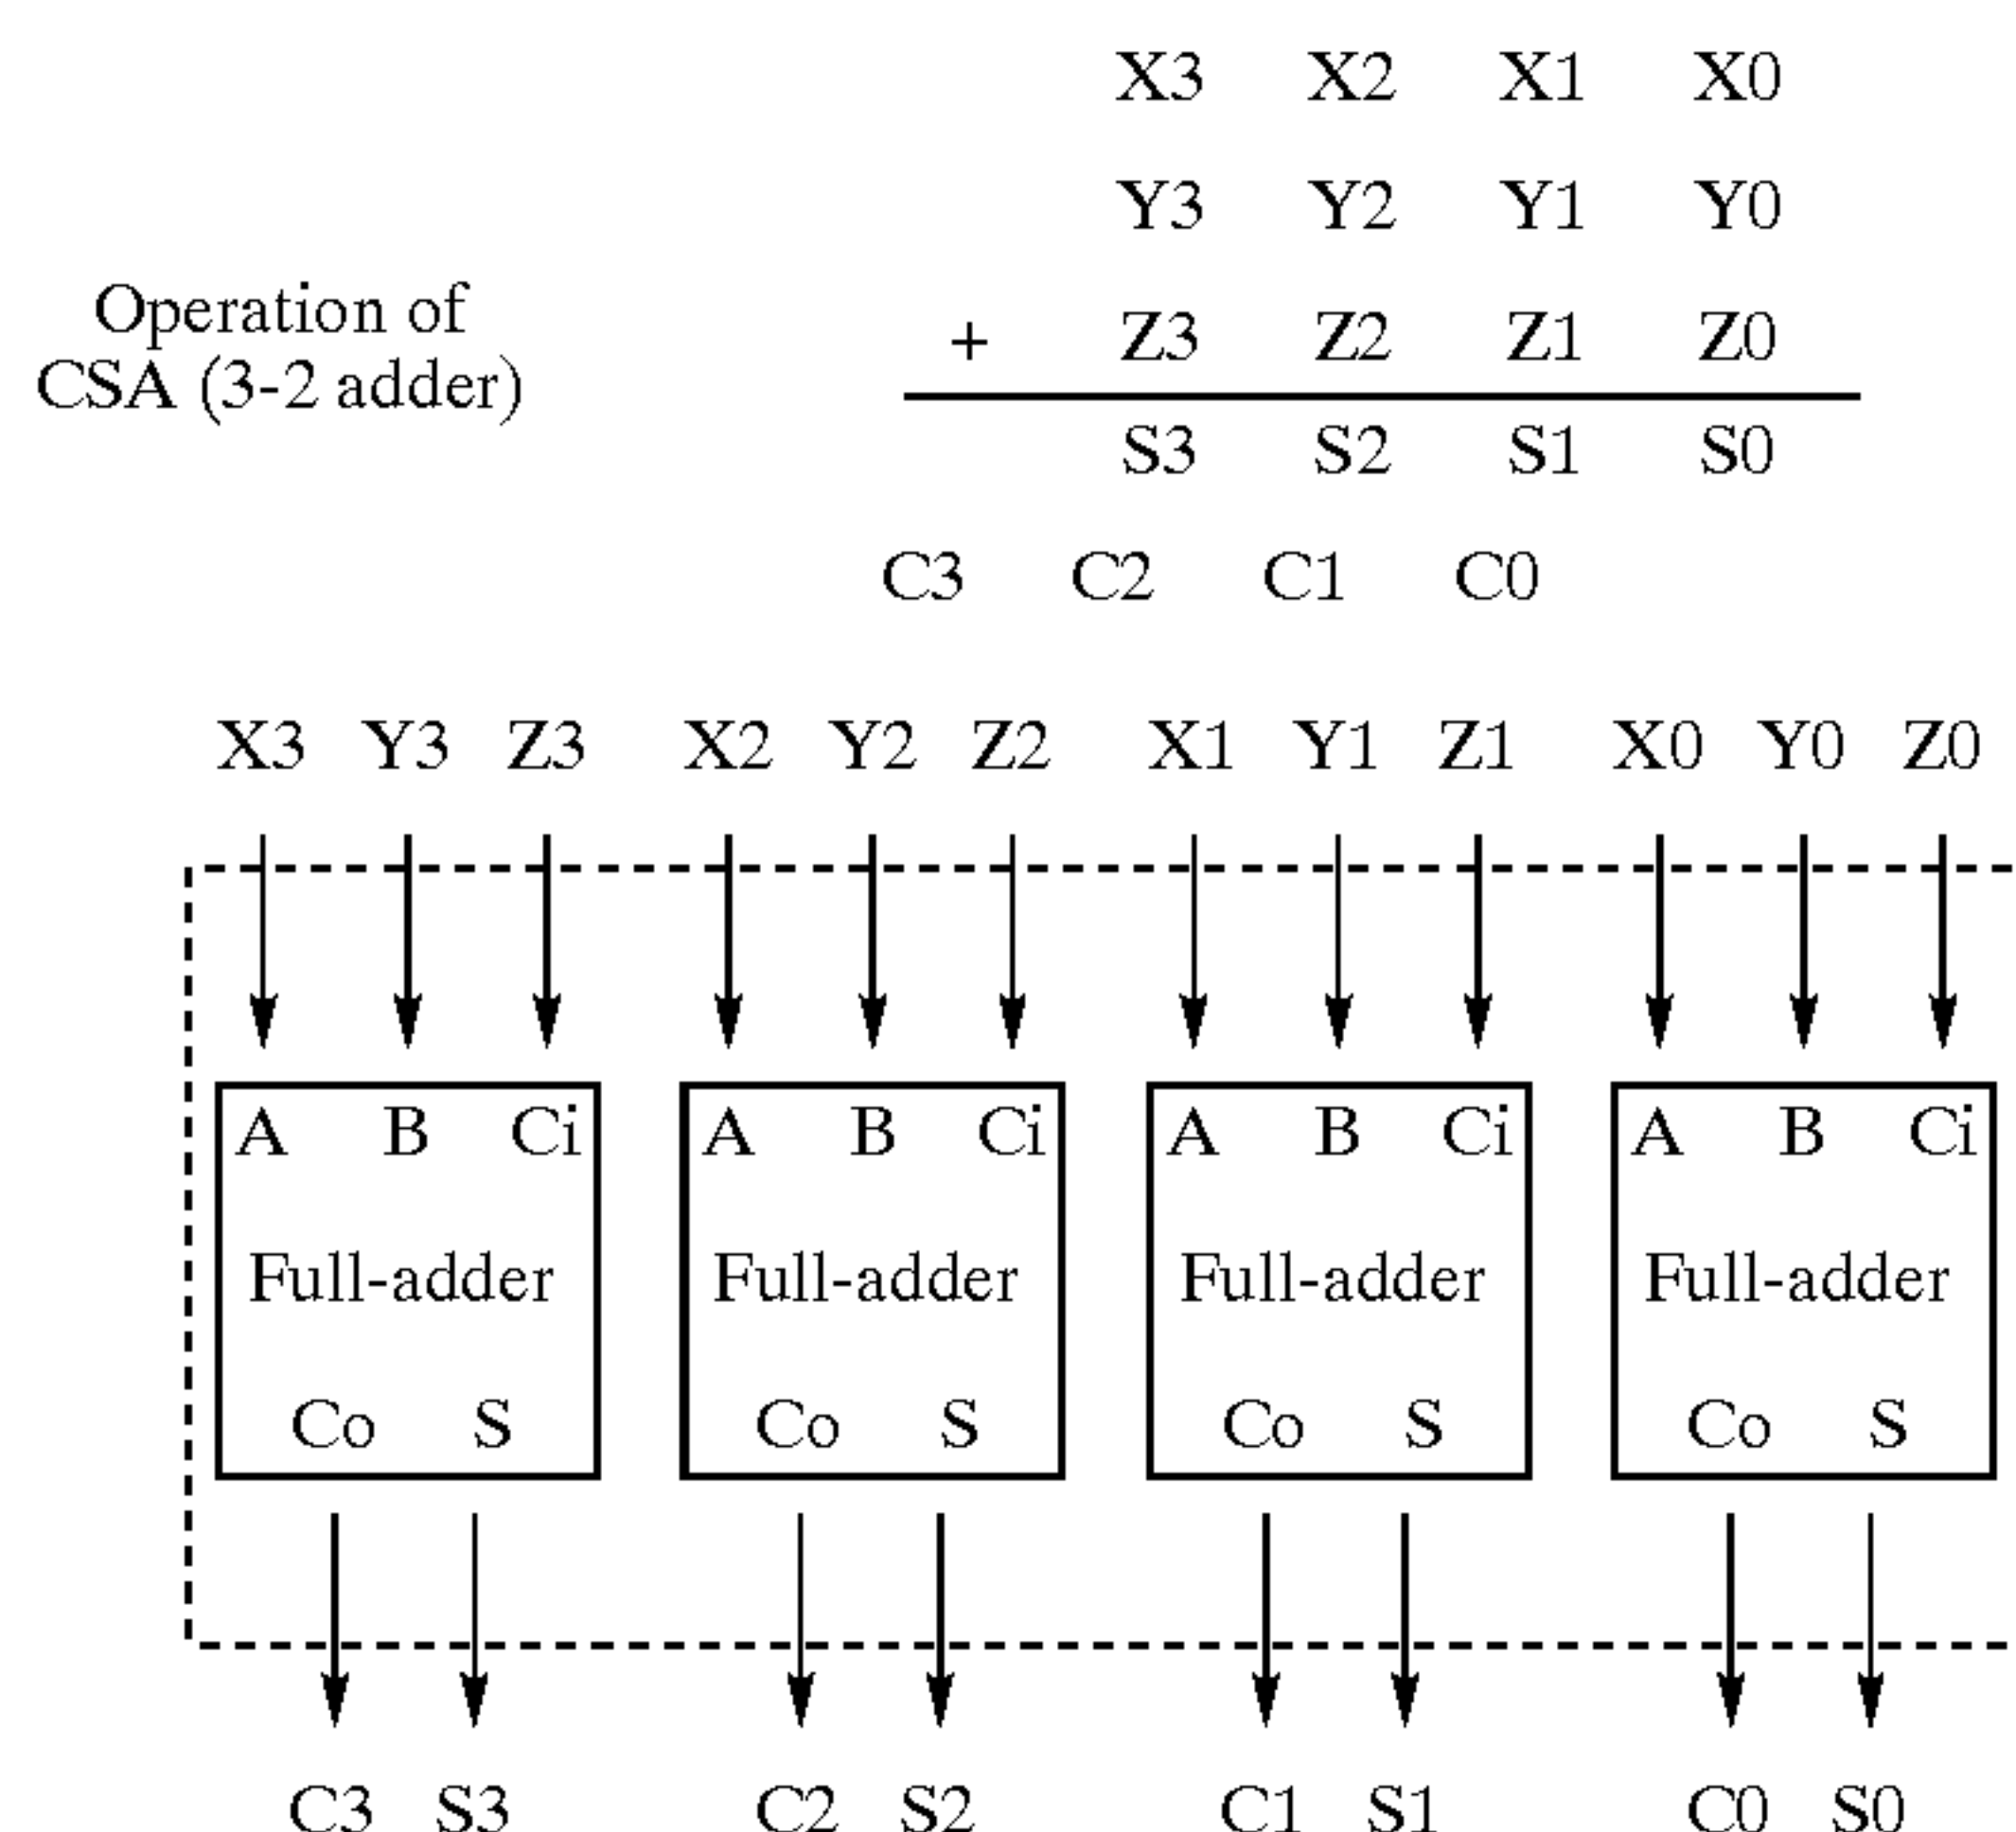 X3 X2 X1 X0
Y3 Y2 Y1 Y0
Operation of
CSA (3-2 adder)
+ Z3 Z2 Z1 Z0
S3 S2 S1 S0
C3 C2 C1 C0
X3 Y3 Z3 X2 Y2 Z2 X1 Y1 Z1 X0 Y0 Z0
A B Ci A B Ci A B Ci A B Ci
Full-adder Full-adder Full-adder Full-adder
Co S Co S Co S Co S
C3 S3 C2 S2 C1 S1 C0 S0